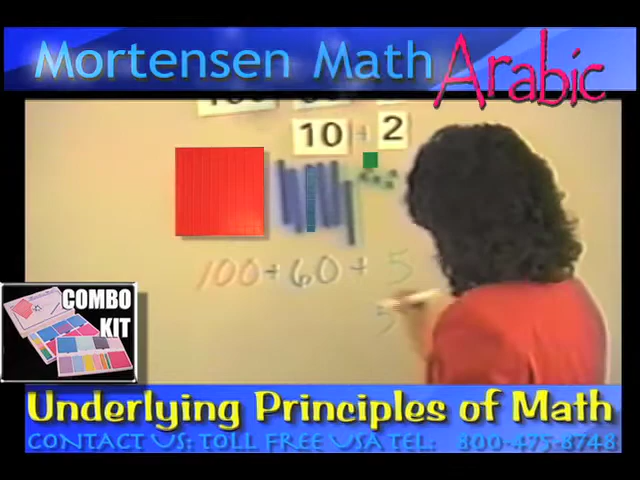 Mortensen Math Arabic
10 + 2
100 + 60 + 5
COMBO
KIT
Underlying Principles of Math
CONTACT US: TOLL FREE USA TEL: 800-475-8748